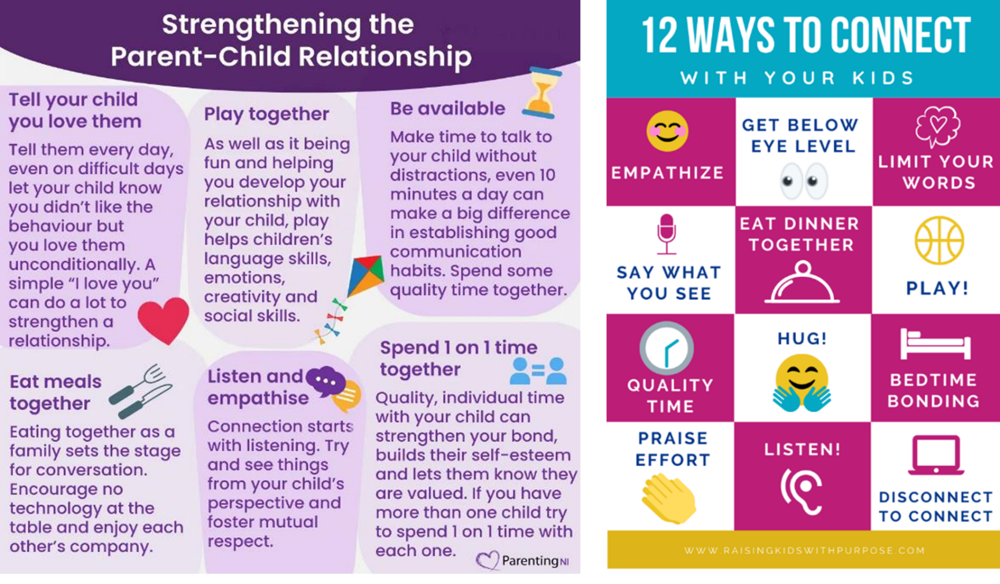 Strengthening the
Parent-Child Relationship
Tell your child
you love them
Tell them every day,
even on difficult days
let your child know
you didn't like the
behaviour but
you love them
unconditionally. A
simple “I love you”
can do a lot to
strengthen a
relationship.
Play together
As well as it being
fun and helping
you develop your
relationship with
your child, play
helps children's
language skills,
emotions,
creativity and
social skills.
Be available
Make time to talk to
your child without
distractions, even 10
minutes a day can
make a big difference
in establishing good
communication
habits. Spend some
quality time together.
Eat meals
together
Eating together as a
family sets the stage
for conversation.
Encourage no
technology at the
table and enjoy each
other's company.
Listen and
empathise
Connection starts
with listening. Try
and see things
from your child's
perspective and
foster mutual
respect.
Spend 1 on 1 time
together
Quality, individual time
with your child can
strengthen your bond,
builds their self-esteem
and lets them know they
are valued. If you have
more than one child try
to spend 1 on 1 time with
each one.
Parenting NI
12 WAYS TO CONNECT
WITH YOUR KIDS
EMPATHIZE
GET BELOW
EYE LEVEL
LIMIT YOUR
WORDS
SAY WHAT
YOU SEE
EAT DINNER
TOGETHER
PLAY!
QUALITY
TIME
HUG!
BEDTIME
BONDING
PRAISE
EFFORT
LISTEN!
DISCONNECT
TO CONNECT
WWW.RAISINGKIDSWITHPURPOSE.COM